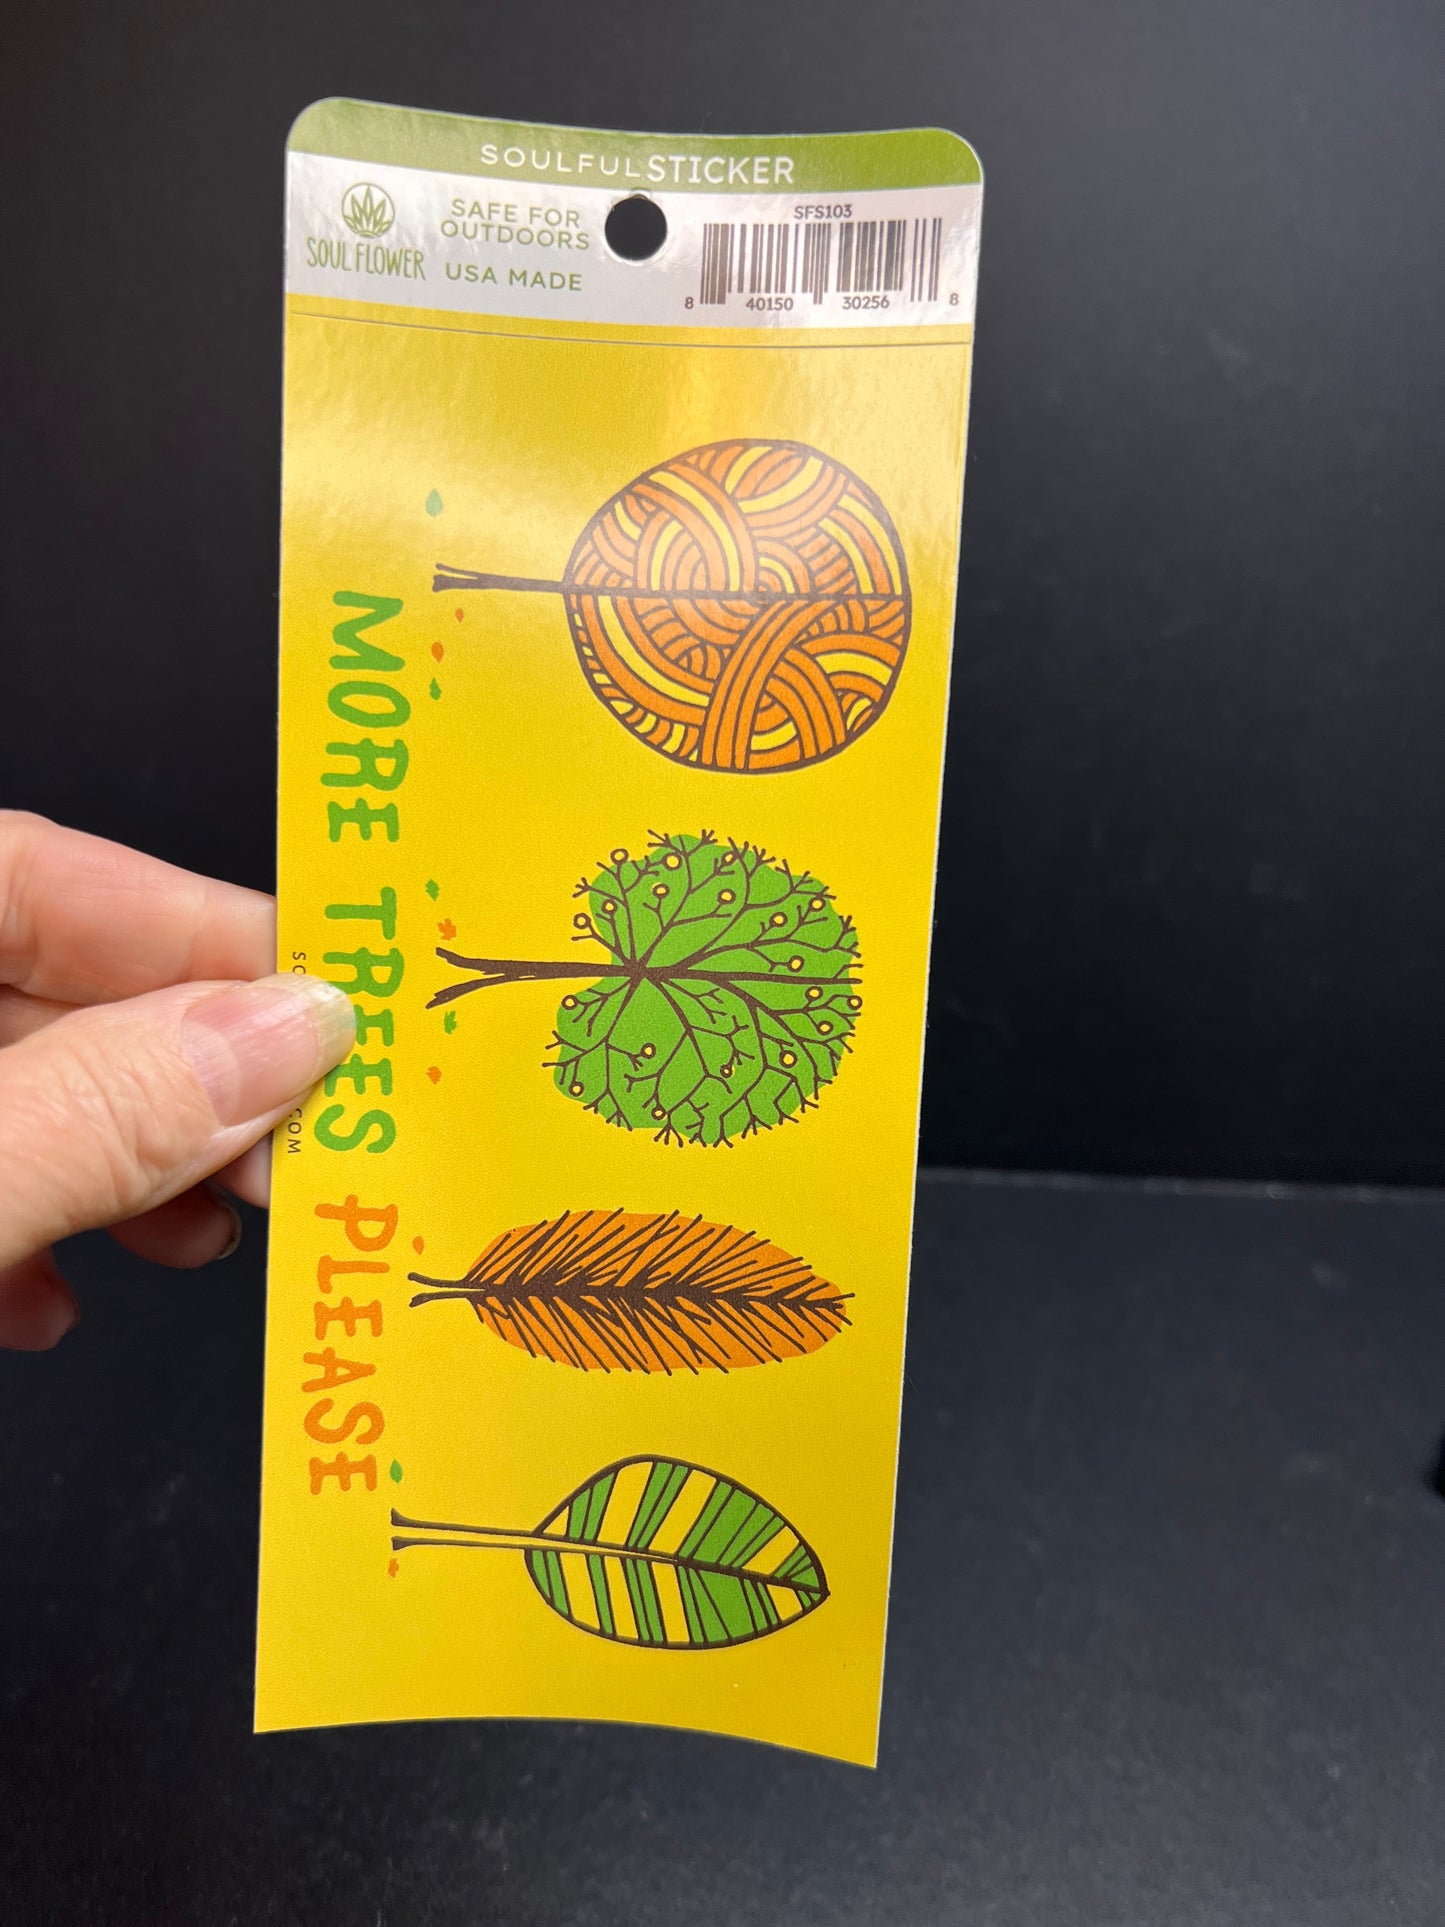 SOULFULSTICKER
SOUL FLOWER
SAFE FOR
OUTDOORS
USA MADE
SFS103
8 40150 30256 8
MORE TREES PLEASE